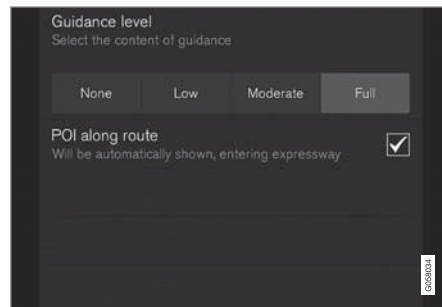 Guidance level
Select the content of guidance
None Low Moderate Full
POI along route
Will be automatically shown, entering expressway
G058034